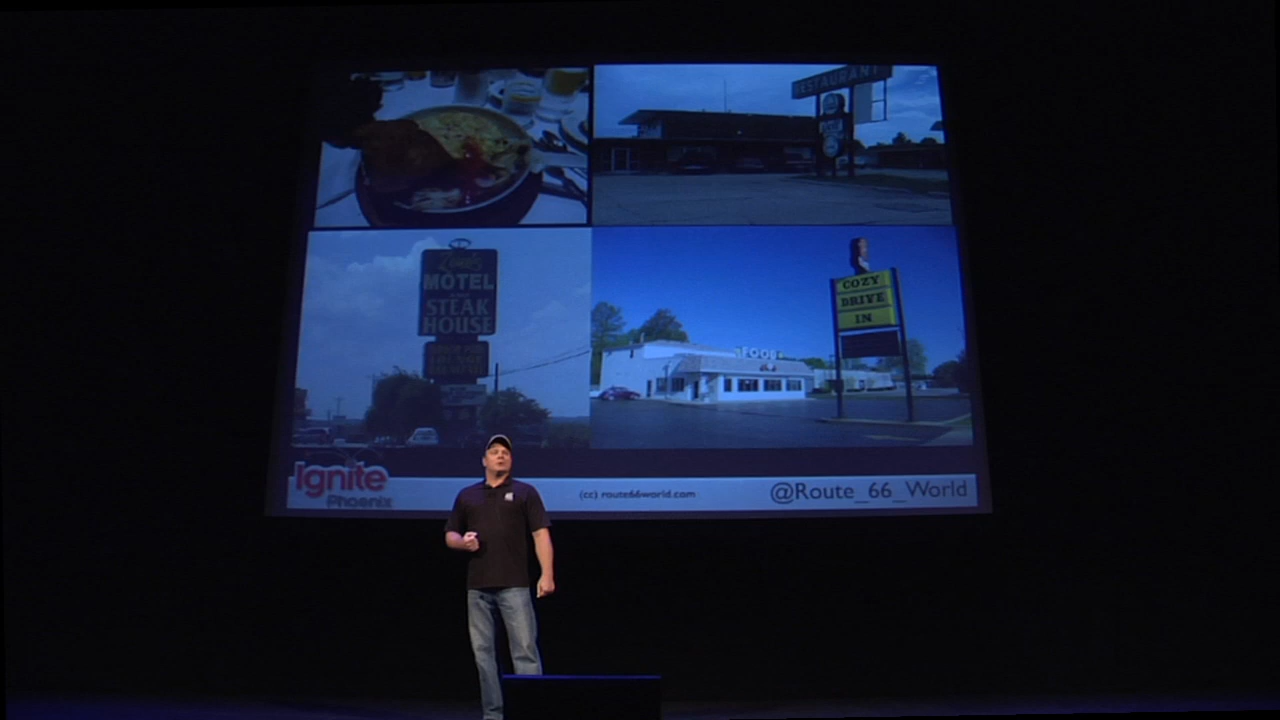 RESTAURANT
MOTEL
STEAK
HOUSE
COZY
DRIVE
IN
FOOD
Ignite
Phoenix
(cc) route66world.com
@Route_66_World